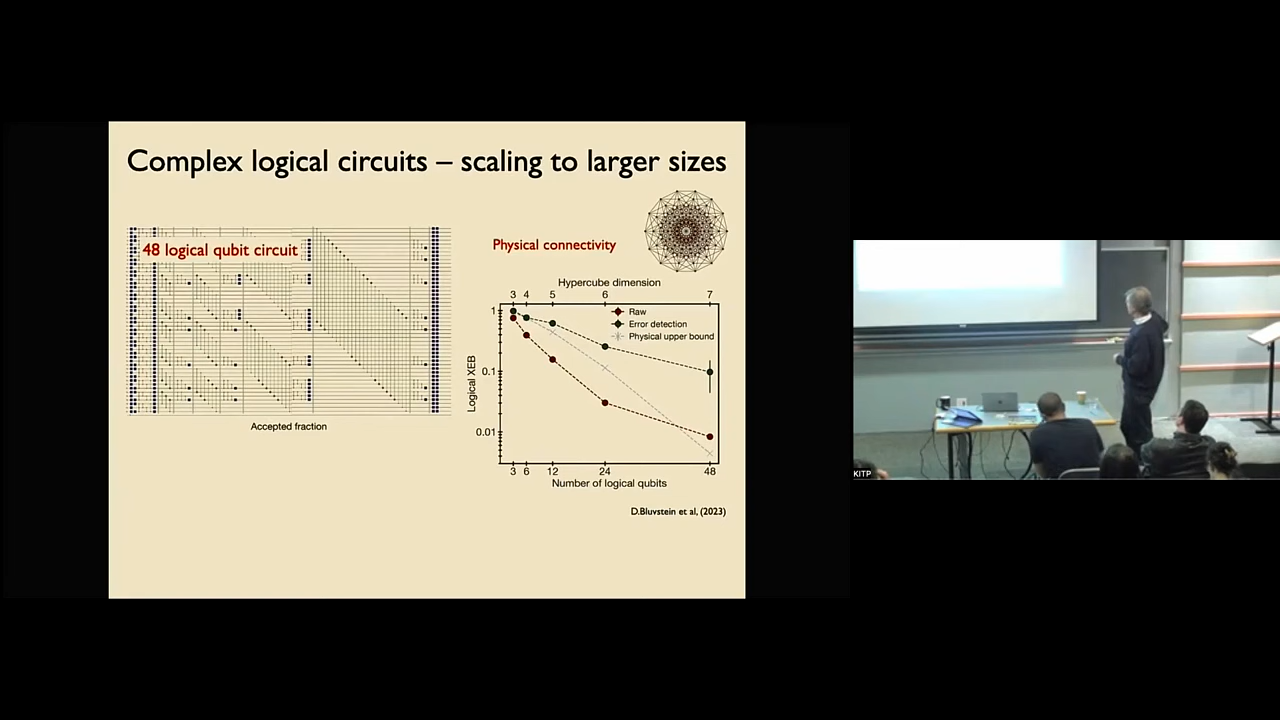 Complex logical circuits – scaling to larger sizes
48 logical qubit circuit
Accepted fraction
Physical connectivity
Hypercube dimension
3 4 5 6 7
Raw
Error detection
Physical upper bound
Logical XEB
1
0.1
0.01
3 6 12 24 48
Number of logical qubits
D.Bluvstein et al, (2023)
KITP